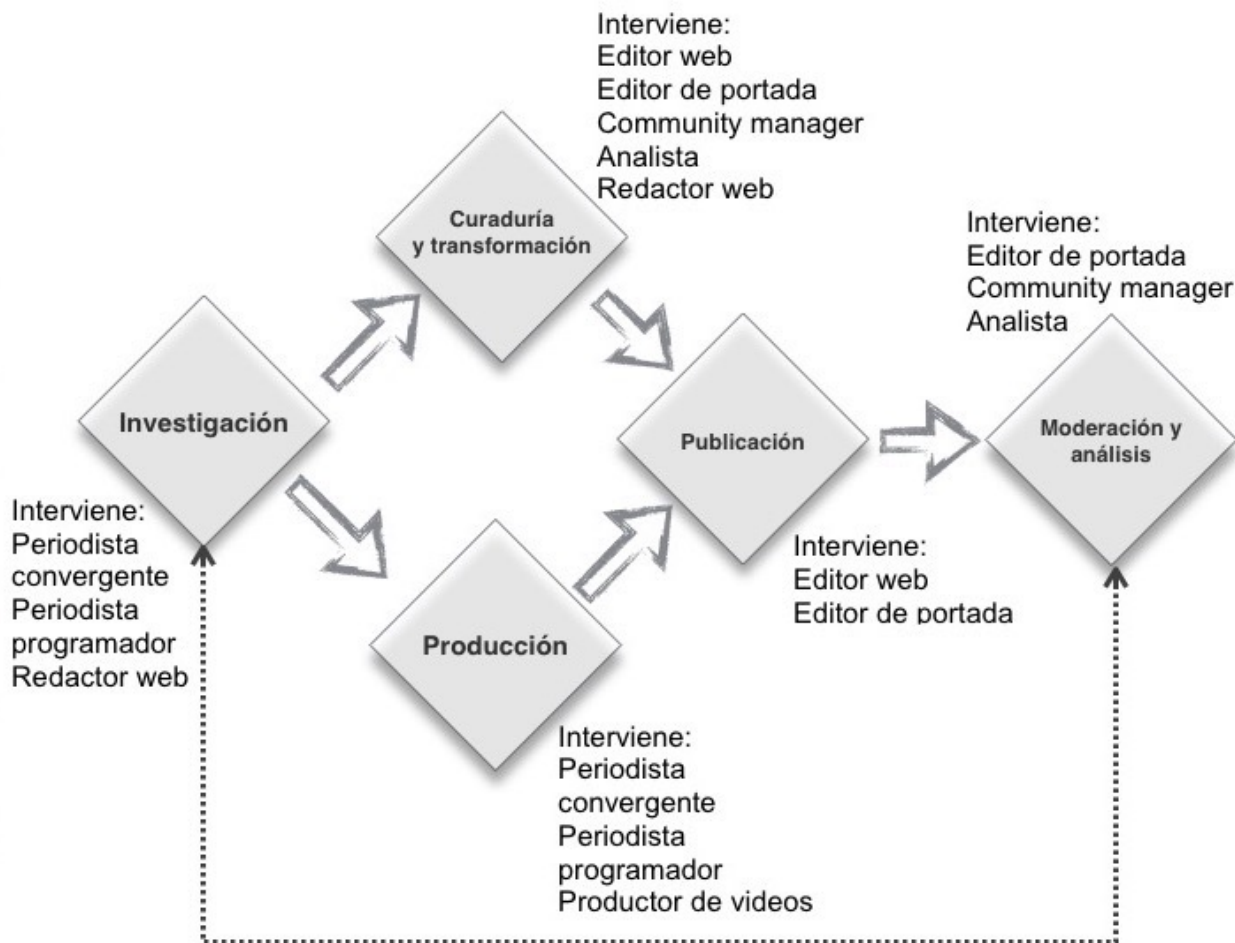 Interviene:
Editor web
Editor de portada
Community manager
Analista
Redactor web
Curaduría
y transformación
Interviene:
Editor de portada
Community manager
Analista
Investigación
Publicación
Moderación y
análisis
Interviene:
Periodista
convergente
Periodista
programador
Redactor web
Interviene:
Editor web
Editor de portada
Producción
Interviene:
Periodista
convergente
Periodista
programador
Productor de videos